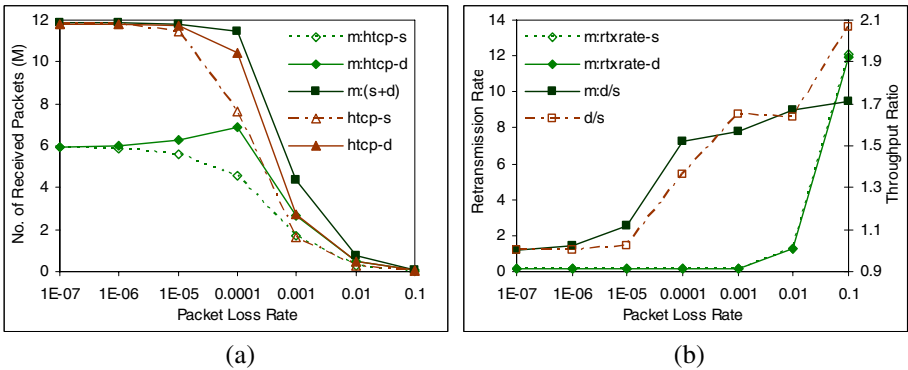 12
10
8
6
4
2
0
No. of Received Packets (M)
m:htcp-s
m:htcp-d
m:(s+d)
htcp-s
htcp-d
1E-07 1E-06 1E-05 0.0001 0.001 0.01 0.1
Packet Loss Rate
(a)
14
12
10
8
6
4
2
0
Retransmission Rate
m:rtxrate-s
m:rtxrate-d
m:d/s
d/s
2.1
1.9
1.7
1.5
1.3
1.1
0.9
Throughput Ratio
1E-07 1E-06 1E-05 0.0001 0.001 0.01 0.1
Packet Loss Rate
(b)